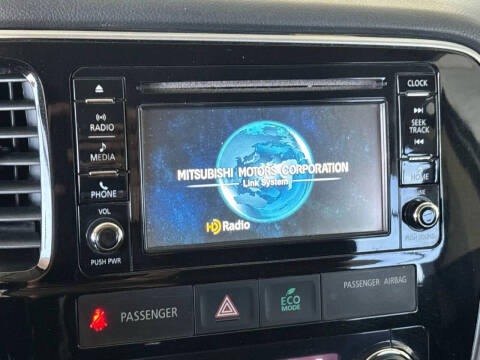 CLOCK
RADIO
SEEK
TRACK
MEDIA
MITSUBISHI MOTORS CORPORATION
Link System
PHONE
HOME
VOL
HD Radio
PUSH PWR
PASSENGER
ECO
MODE
PASSENGER AIRBAG